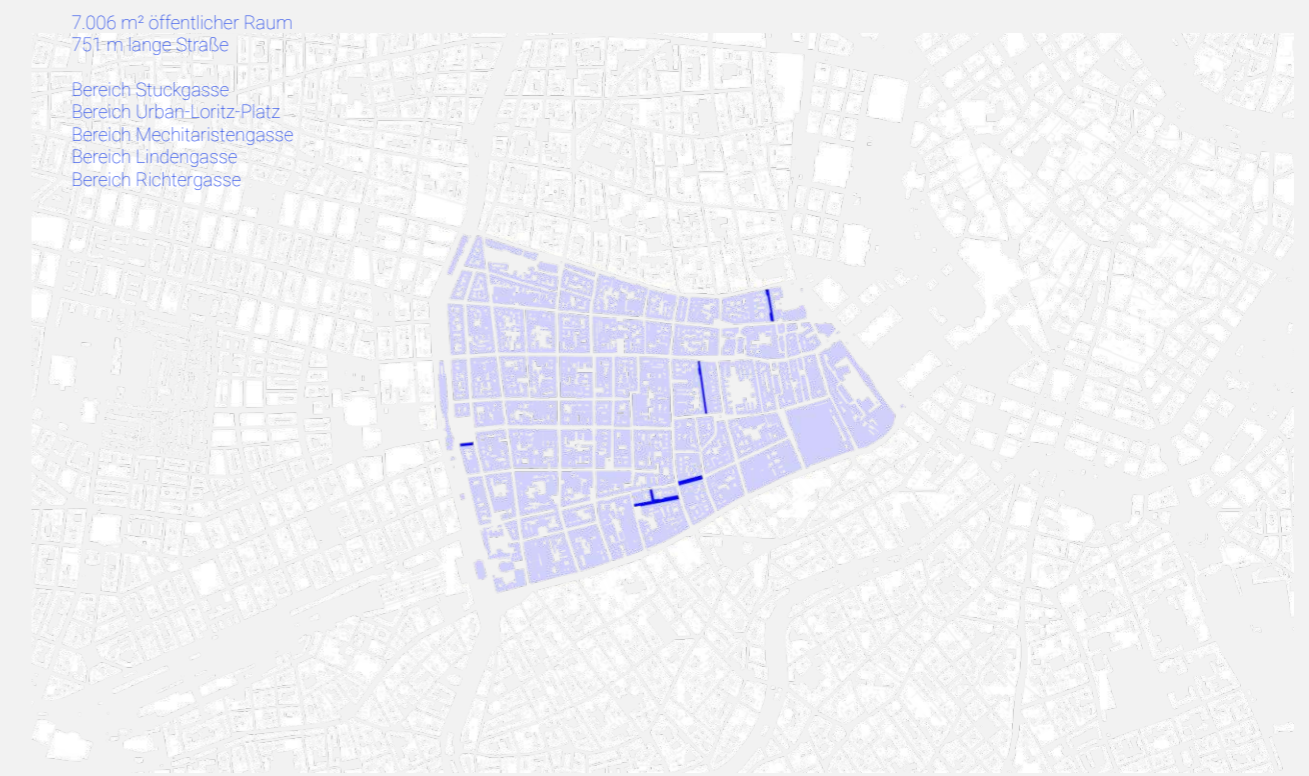 7.006 m² öffentlicher Raum
751 m lange Straße
Bereich Stuckgasse
Bereich Urban-Loritz-Platz
Bereich Mechitaristengasse
Bereich Lindengasse
Bereich Richtergasse